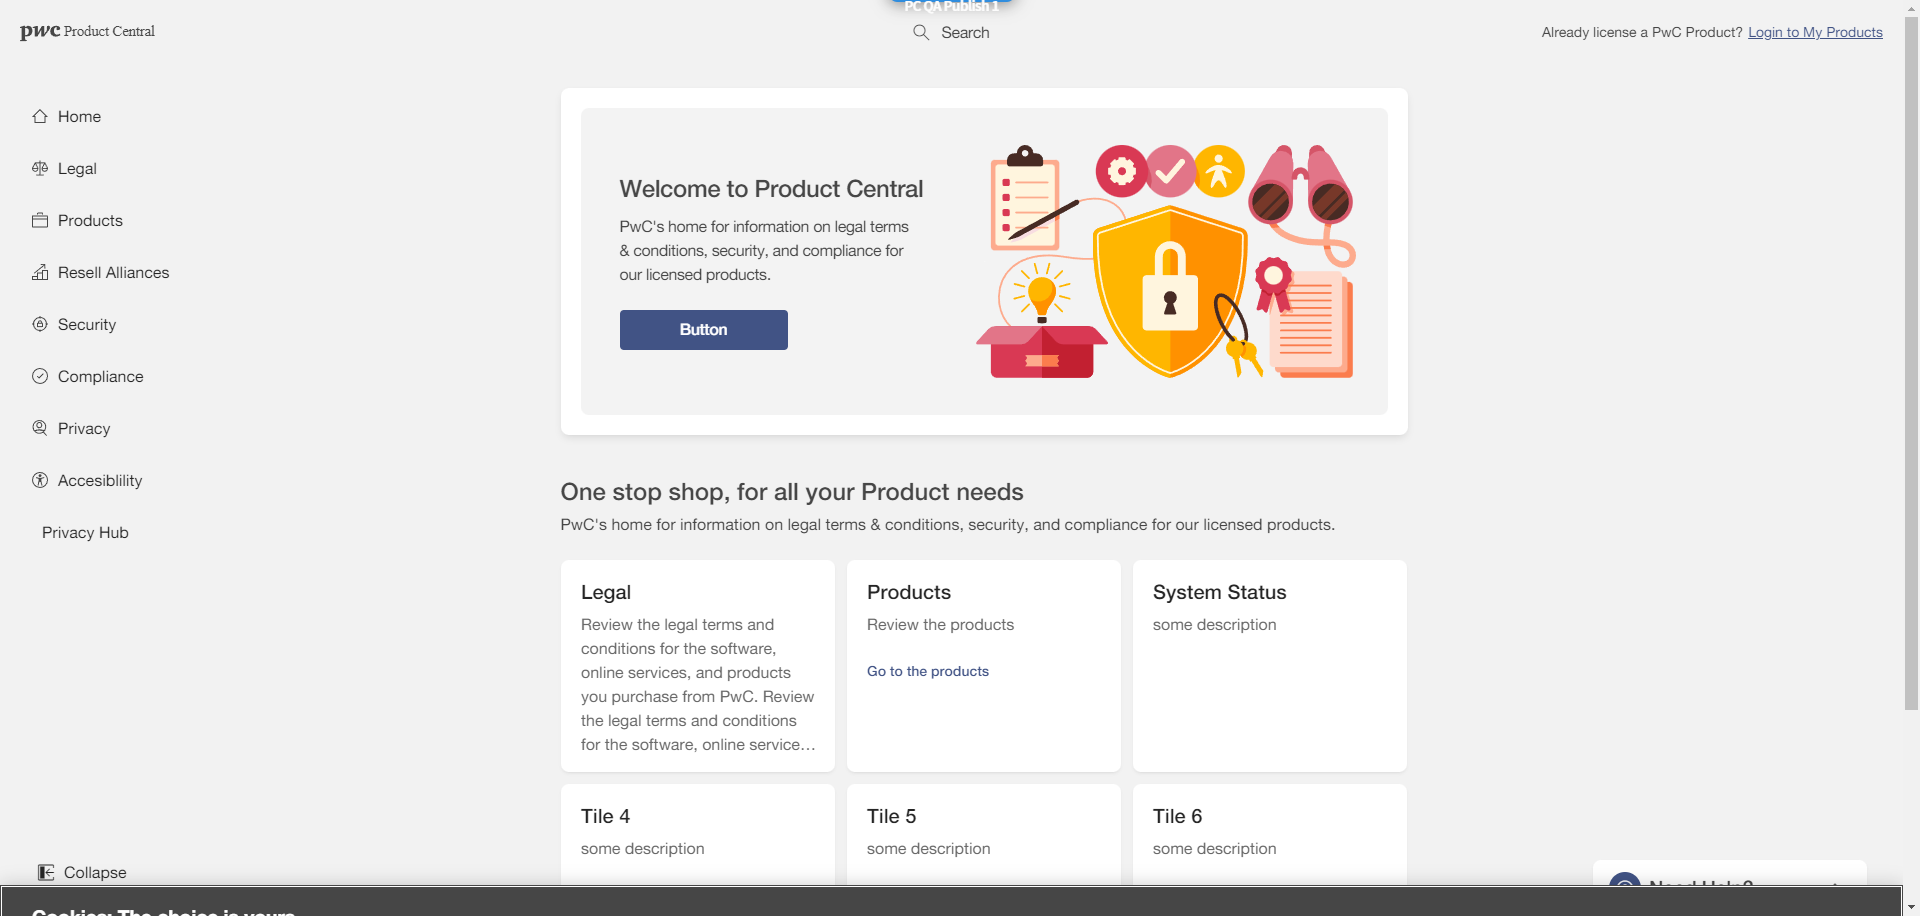 PC QA Publish 1
pwc Product Central
Search
Already license a PwC Product? Login to My Products
Home
Legal
Products
Resell Alliances
Security
Compliance
Privacy
Accesiblility
Privacy Hub
Collapse
Welcome to Product Central
PwC's home for information on legal terms
& conditions, security, and compliance for
our licensed products.
Button
One stop shop, for all your Product needs
PwC's home for information on legal terms & conditions, security, and compliance for our licensed products.
Legal
Review the legal terms and
conditions for the software,
online services, and products
you purchase from PwC. Review
the legal terms and conditions
for the software, online service…
Products
Review the products
Go to the products
System Status
some description
Tile 4
some description
Tile 5
some description
Tile 6
some description
Need Help?
Cookies: The choice is yours